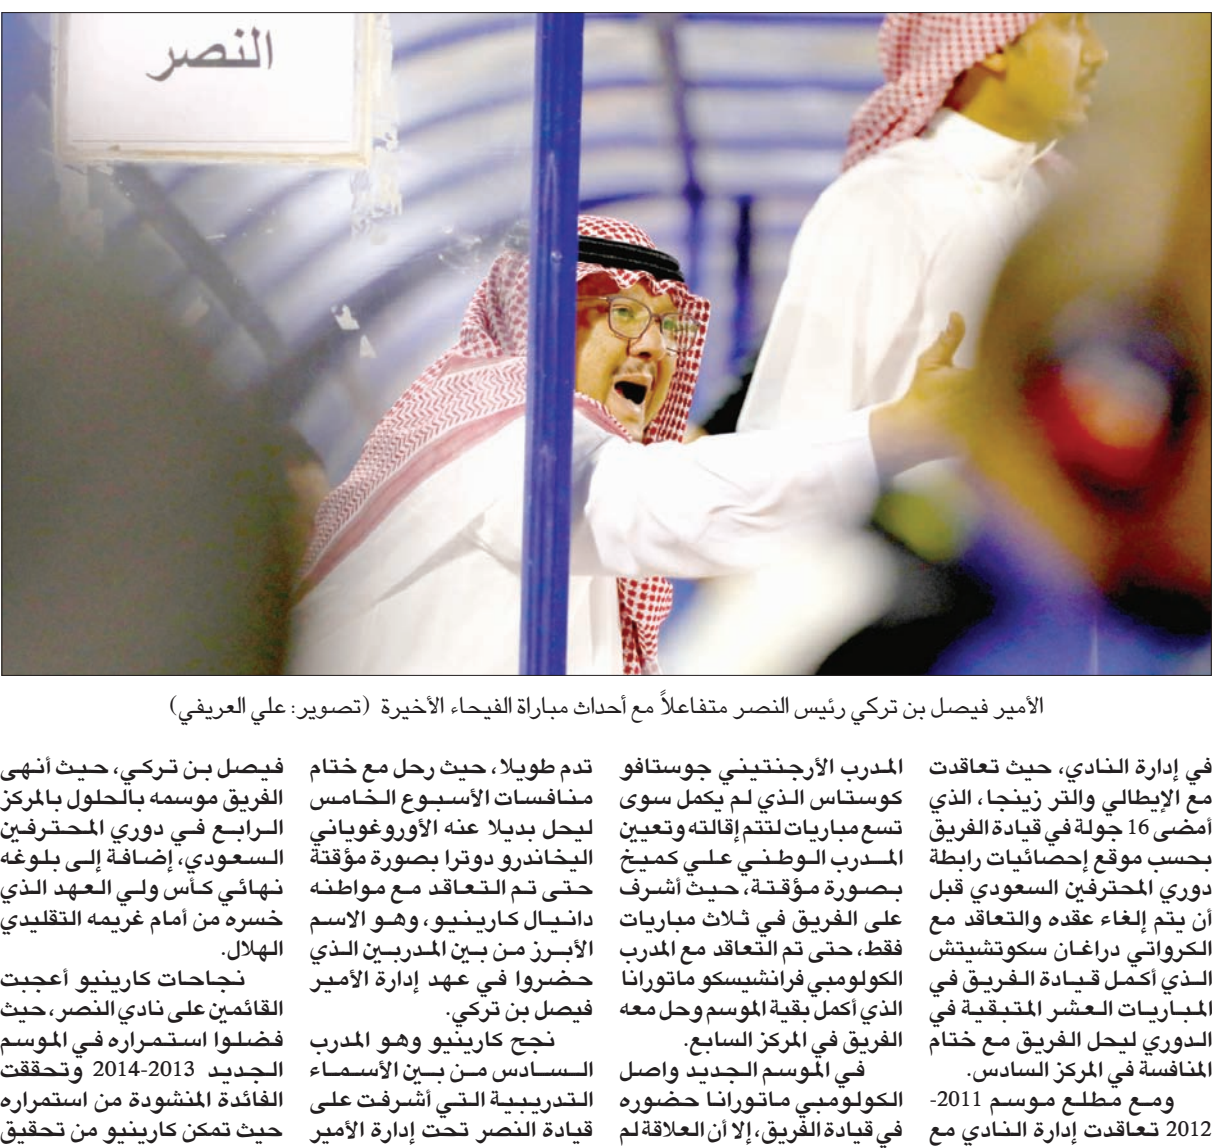 النصر
الأمير فيصل بن تركي رئيس النصر متفاعلاً مع أحداث مباراة الفيحاء الأخيرة (تصوير: علي العريفي)
في إدارة النادي، حيث تعاقدت
مع الإيطالي والتر زينجا، الذي
أمضى 16 جولة في قيادة الفريق
بحسب موقع إحصائيات رابطة
دوري المحترفين السعودي قبل
أن يتم إلغاء عقده والتعاقد مع
الكرواتي دراغان سكوتشيتش
الذي أكمل قيادة الفريق في
المباريات العشر المتبقية في
الدوري ليحل الفريق مع ختام
المنافسة في المركز السادس.
ومع مطلع موسم 2011-
2012 تعاقدت إدارة النادي مع
المدرب الأرجنتيني جوستافو
كوستاس الذي لم يكمل سوى
تسع مباريات لتتم إقالته وتعيين
المدرب الوطني علي كميخ
بصورة مؤقتة، حيث أشرف
على الفريق في ثلاث مباريات
فقط، حتى تم التعاقد مع المدرب
الكولومبي فرانشيسكو ماتورانا
الذي أكمل بقية الموسم وحل معه
الفريق في المركز السابع.
في الموسم الجديد واصل
الكولومبي ماتورانا حضوره
في قيادة الفريق، إلا أن العلاقة لم
تدم طويلا، حيث رحل مع ختام
منافسات الأسبوع الخامس
ليحل بديلا عنه الأوروغوياني
اليخاندرو دوترا بصورة مؤقتة
حتى تم التعاقد مع مواطنه
دانيال كارينيو، وهو الاسم
الأبرز من بين المدربين الذي
حضروا في عهد إدارة الأمير
فيصل بن تركي.
نجح كارينيو وهو المدرب
السادس من بين الأسماء
التدريبية التي أشرفت على
قيادة النصر تحت إدارة الأمير
فيصل بن تركي، حيث أنهى
الفريق موسمه بالحلول بالمركز
الرابع في دوري المحترفين
السعودي، إضافة إلى بلوغه
نهائي كأس ولي العهد الذي
خسره من أمام غريمه التقليدي
الهلال.
نجاحات كارينيو أعجبت
القائمين على نادي النصر، حيث
فضلوا استمراره في الموسم
الجديد 2013-2014 وتحققت
الفائدة المنشودة من استمراره
حيث تمكن كارينيو من تحقيق